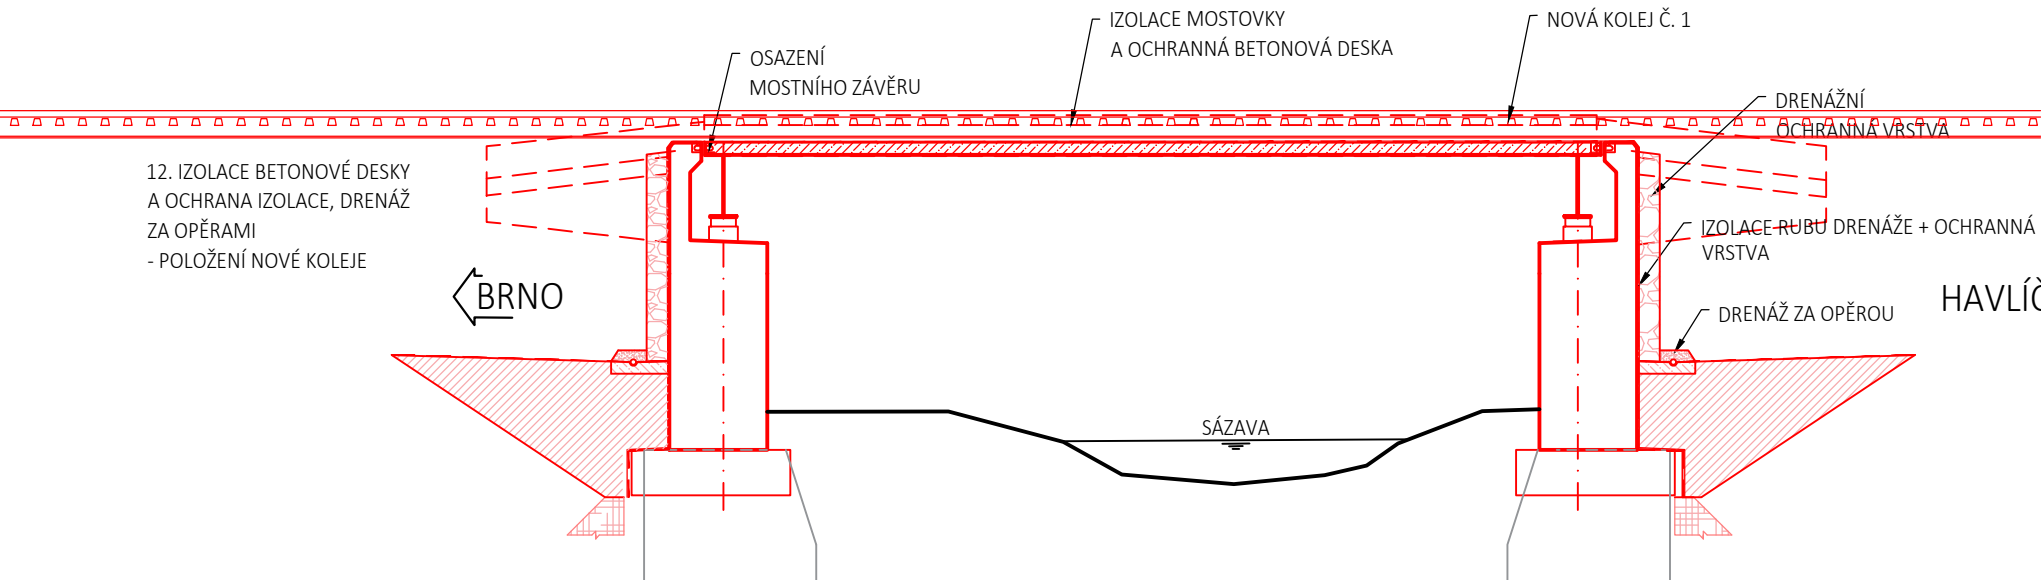 IZOLACE MOSTOVKY
A OCHRANNÁ BETONOVÁ DESKA
NOVÁ KOLEJ Č. 1
OSAZENÍ
MOSTNÍHO ZÁVĚRU
DRENÁŽNÍ
OCHRANNÁ VRSTVA
12. IZOLACE BETONOVÉ DESKY
A OCHRANA IZOLACE, DRENÁŽ
ZA OPĚRAMI
- POLOŽENÍ NOVÉ KOLEJE
IZOLACE RUBU DRENÁŽE + OCHRANNÁ
VRSTVA
BRNO
HAVLÍČ
DRENÁŽ ZA OPĚROU
SÁZAVA